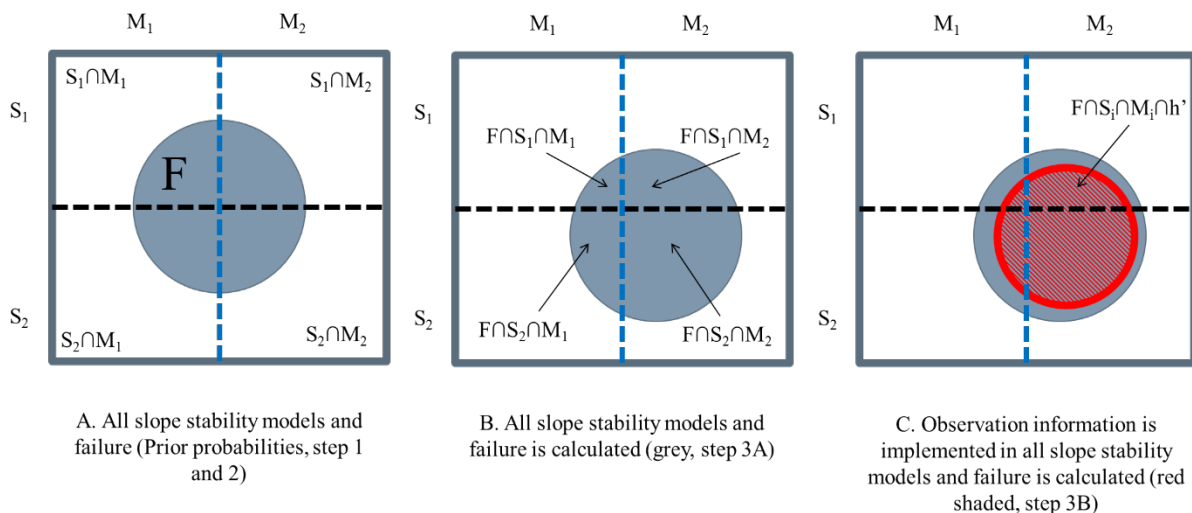 M₁ M₂
S₁∩M₁ S₁∩M₂
S₁
F
S₂
S₂∩M₁ S₂∩M₂
A. All slope stability models and
failure (Prior probabilities, step 1
and 2)
M₁ M₂
S₁
F∩S₁∩M₁ F∩S₁∩M₂
S₂
F∩S₂∩M₁ F∩S₂∩M₂
B. All slope stability models and
failure is calculated (grey, step 3A)
M₁ M₂
S₁
F∩Sᵢ∩Mᵢ∩h’
S₂
C. Observation information is
implemented in all slope stability
models and failure is calculated (red
shaded, step 3B)